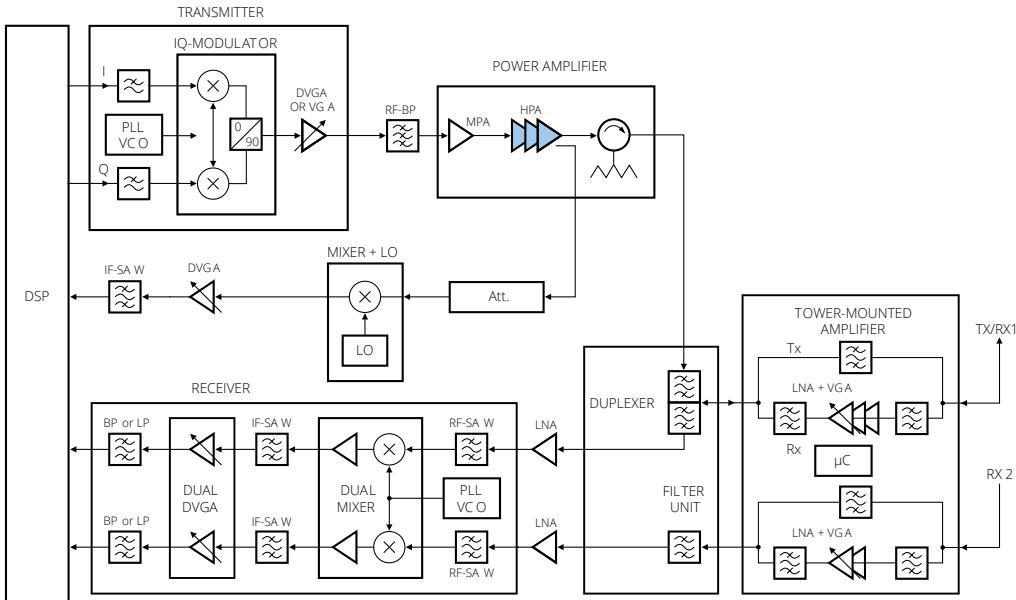 TRANSMITTER
IQ-MODULATOR
I
PLL
VCO
Q
0
90
DVGA
OR VG A
RF-BP
POWER AMPLIFIER
MPA
HPA
DSP
IF-SA W
DVG A
MIXER + LO
LO
Att.
RECEIVER
BP or LP
IF-SA W
RF-SA W
LNA
DUAL
DVGA
DUAL
MIXER
PLL
VC O
BP or LP
IF-SA W
RF-SA W
LNA
DUPLEXER
FILTER
UNIT
TOWER-MOUNTED
AMPLIFIER
Tx
LNA + VG A
Rx
µC
LNA + VG A
TX/RX1
RX 2